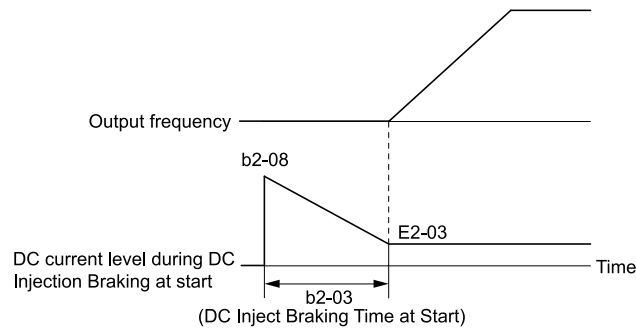 Output frequency
b2-08
E2-03
DC current level during DC
Injection Braking at start
Time
b2-03
(DC Inject Braking Time at Start)